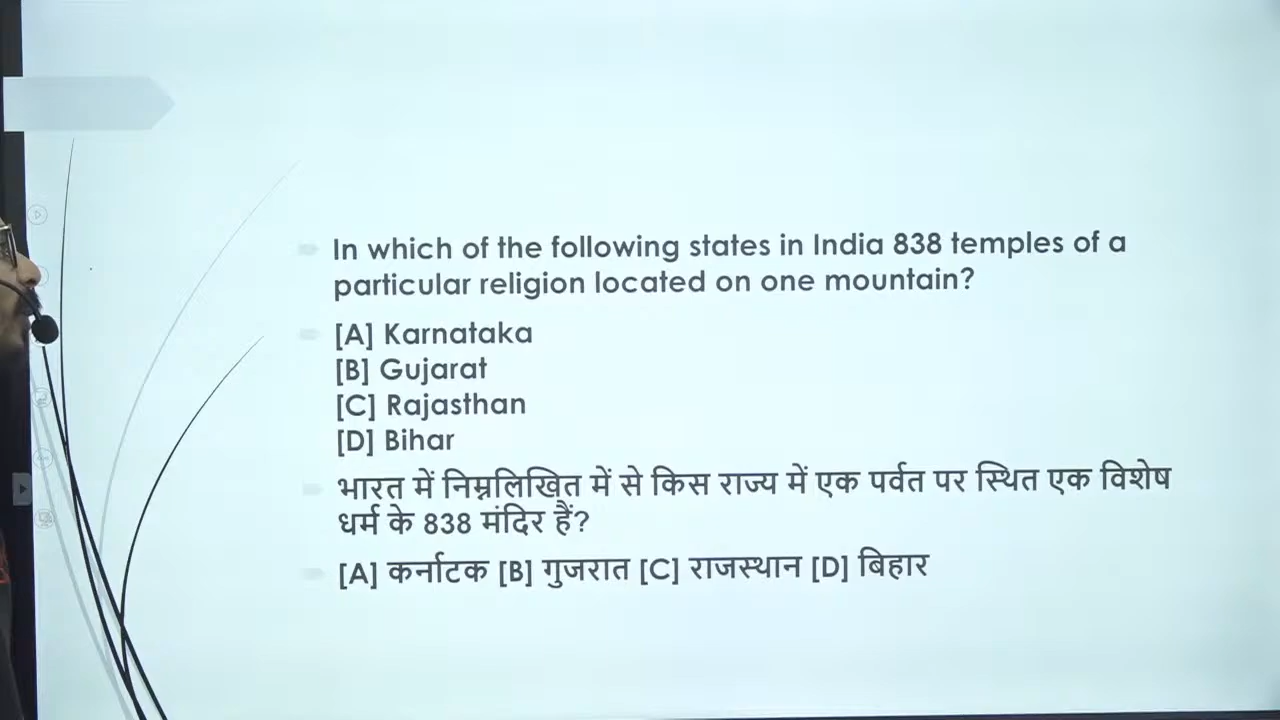 In which of the following states in India 838 temples of a
particular religion located on one mountain?
[A] Karnataka
[B] Gujarat
[C] Rajasthan
[D] Bihar
भारत में निम्नलिखित में से किस राज्य में एक पर्वत पर स्थित एक विशेष
धर्म के 838 मंदिर हैं?
[A] कर्नाटक [B] गुजरात [C] राजस्थान [D] बिहार